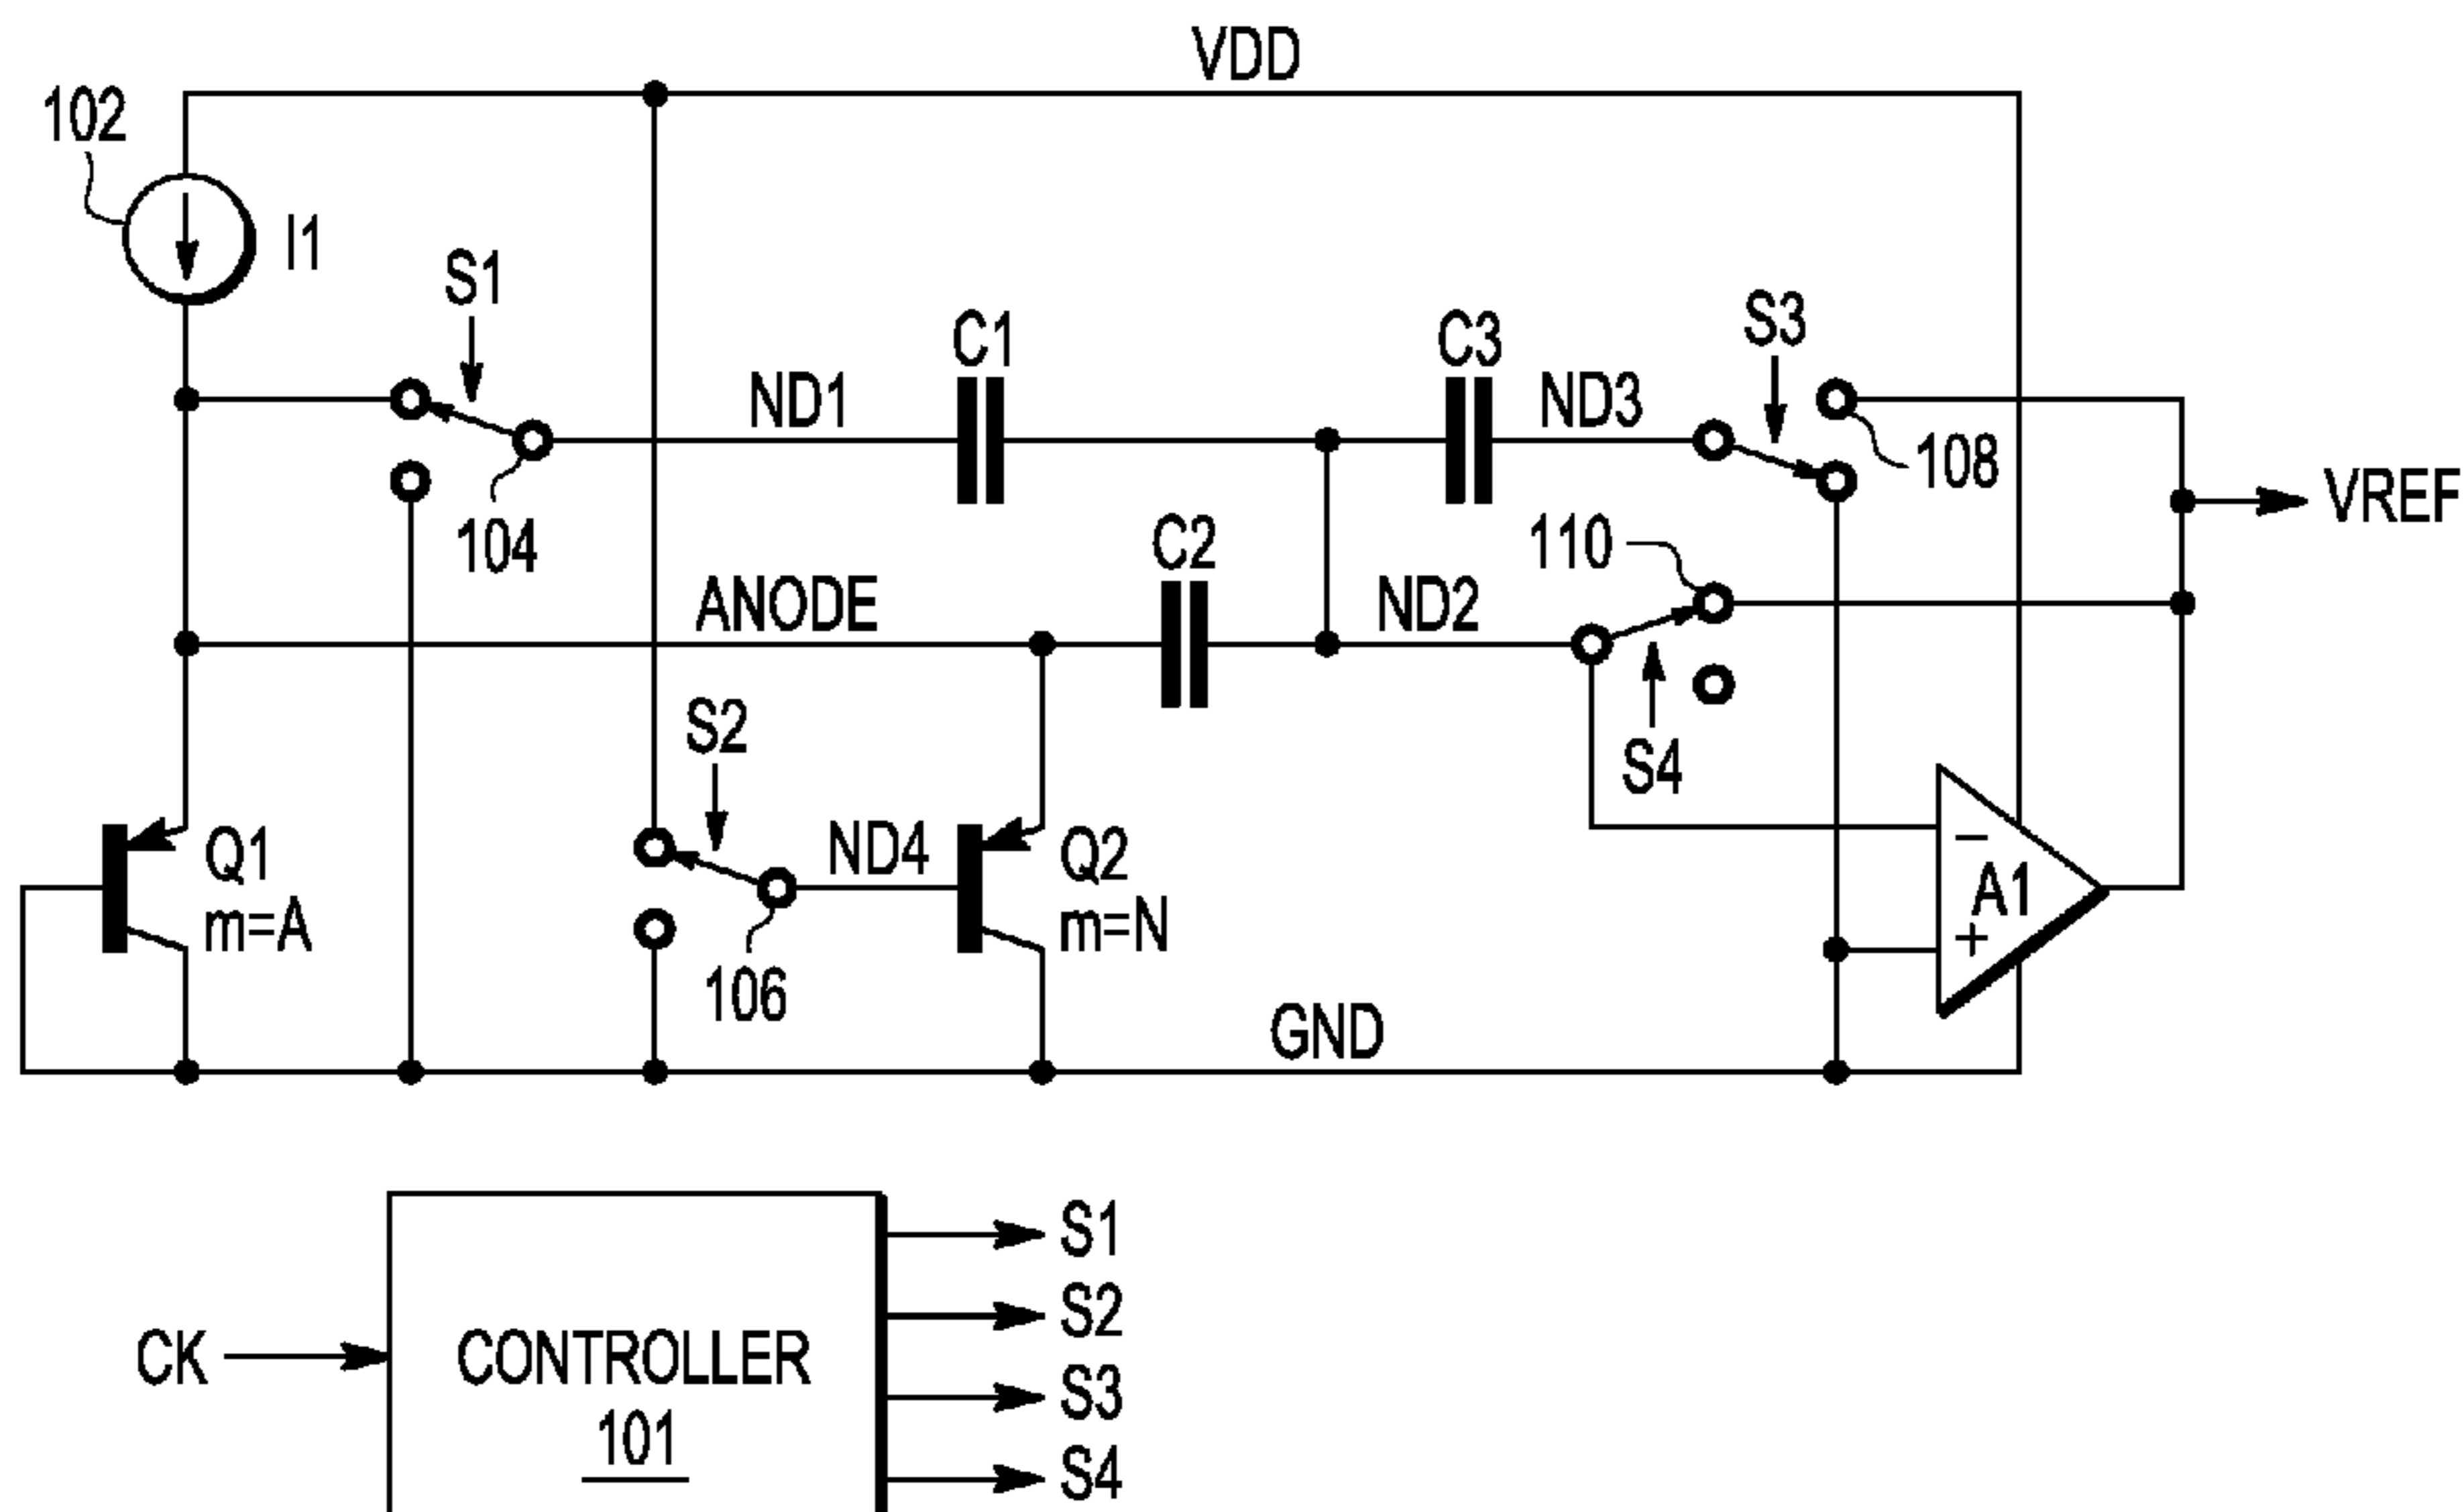 VDD
102
I1
S1
C1
C3
S3
ND1
ND3
108
104
C2
110
VREF
ANODE
ND2
S2
S4
Q1
m=A
ND4
Q2
m=N
−
A1
+
106
GND
CK
CONTROLLER
101
S1
S2
S3
S4